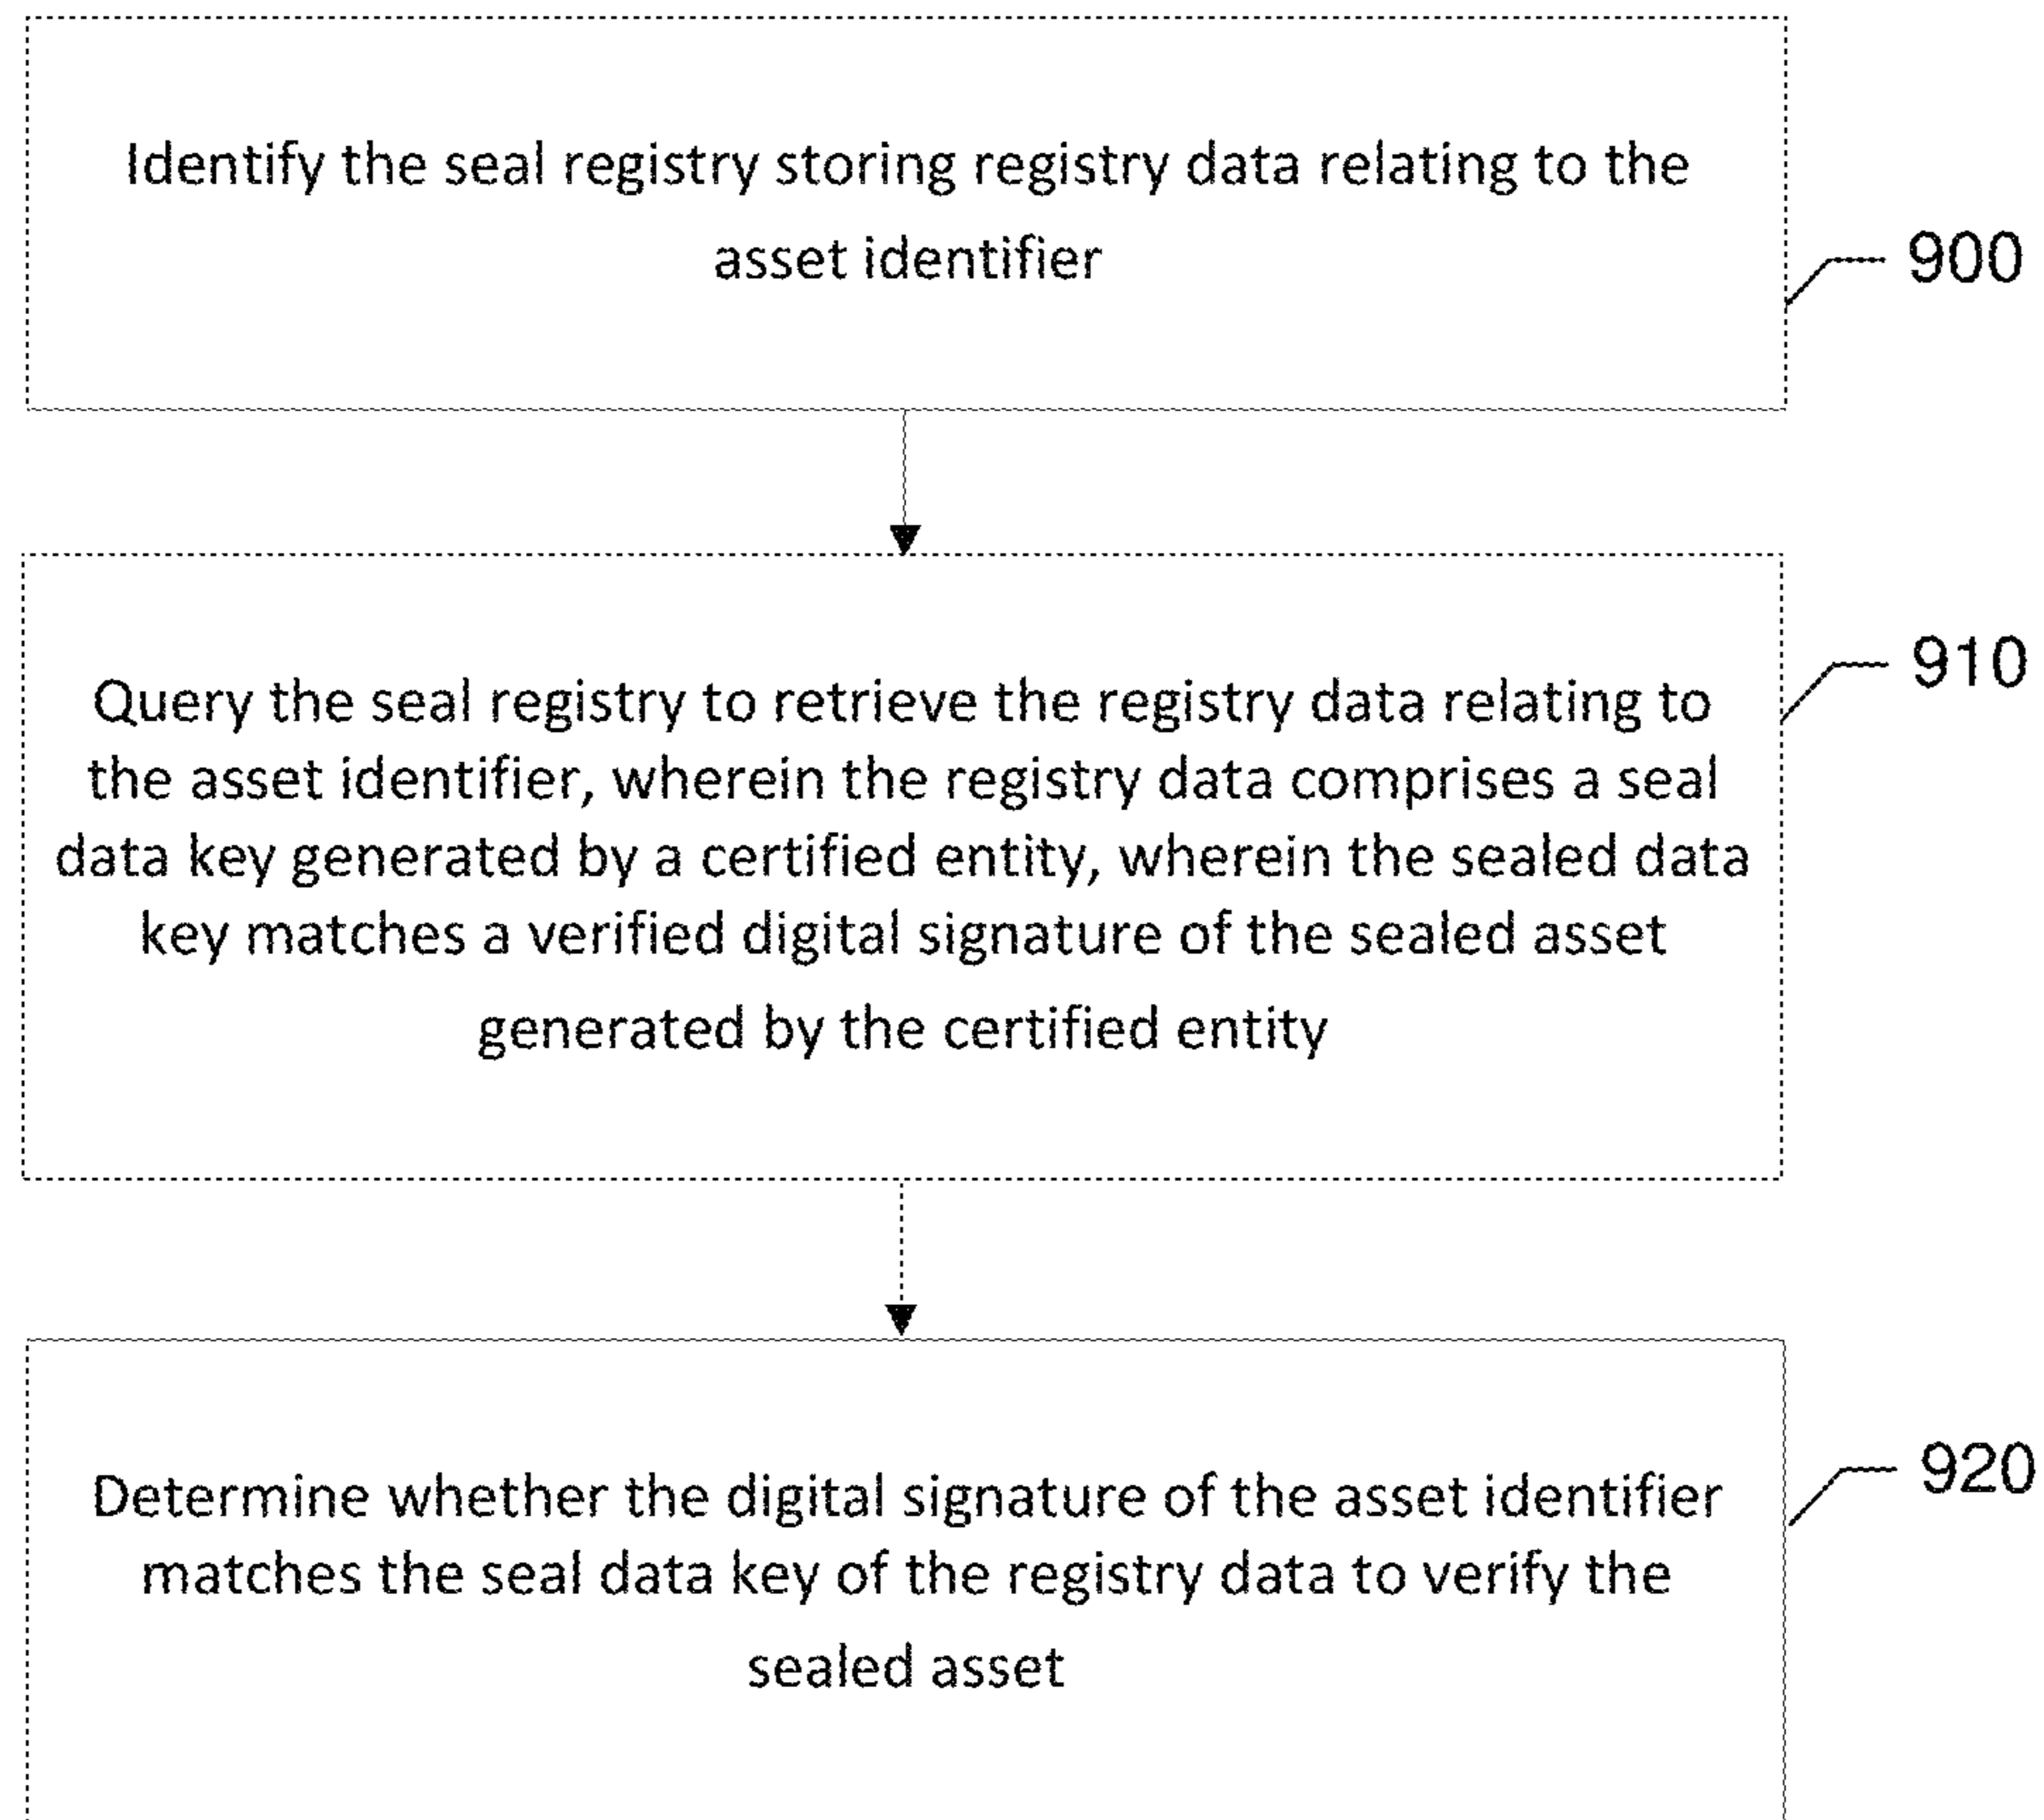 Identify the seal registry storing registry data relating to the
asset identifier
900
Query the seal registry to retrieve the registry data relating to
the asset identifier, wherein the registry data comprises a seal
data key generated by a certified entity, wherein the sealed data
key matches a verified digital signature of the sealed asset
generated by the certified entity
910
Determine whether the digital signature of the asset identifier
matches the seal data key of the registry data to verify the
sealed asset
920